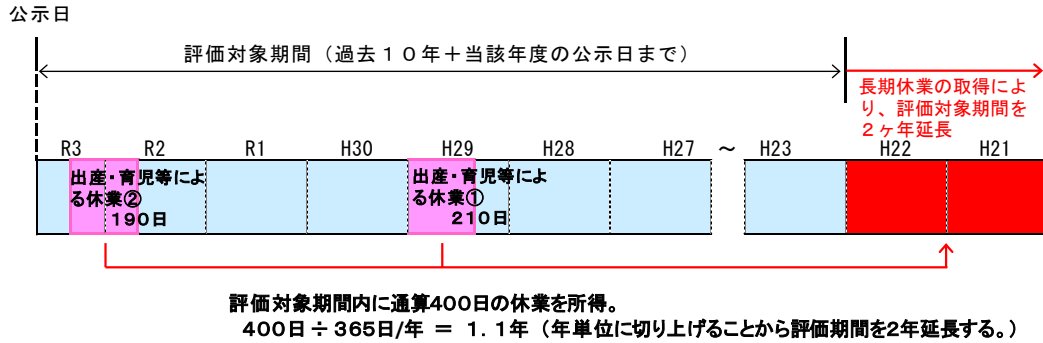 公示日
評価対象期間（過去１０年＋当該年度の公示日まで）
長期休業の取得によ
り、評価対象期間を
２ヶ年延長
R3 R2 R1 H30 H29 H28 H27 ～ H23 H22 H21
出産・育児等によ
る休業②
190日
出産・育児等によ
る休業①
210日
評価対象期間内に通算400日の休業を所得。
400日÷365日/年 ＝ １.１年（年単位に切り上げることから評価期間を2年延長する。）